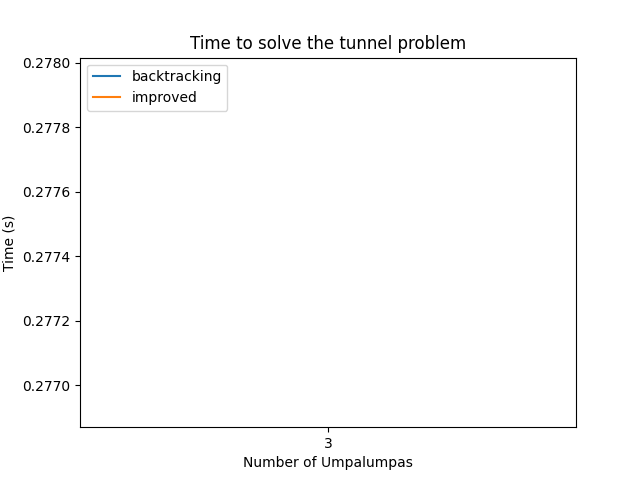 Time to solve the tunnel problem
backtracking
improved
0.2780
0.2778
0.2776
0.2774
0.2772
0.2770
Time (s)
3
Number of Umpalumpas